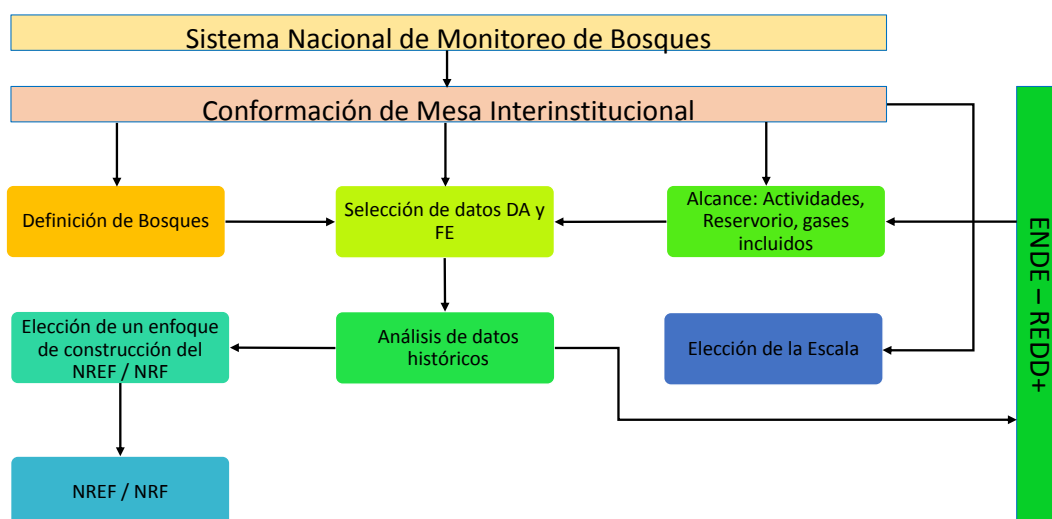 Sistema Nacional de Monitoreo de Bosques
Conformación de Mesa Interinstitucional
Definición de Bosques
Selección de datos DA y
FE
Alcance: Actividades,
Reservorio, gases
incluidos
Elección de un enfoque
de construcción del
NREF / NRF
Análisis de datos
históricos
Elección de la Escala
NREF / NRF
ENDE – REDD+